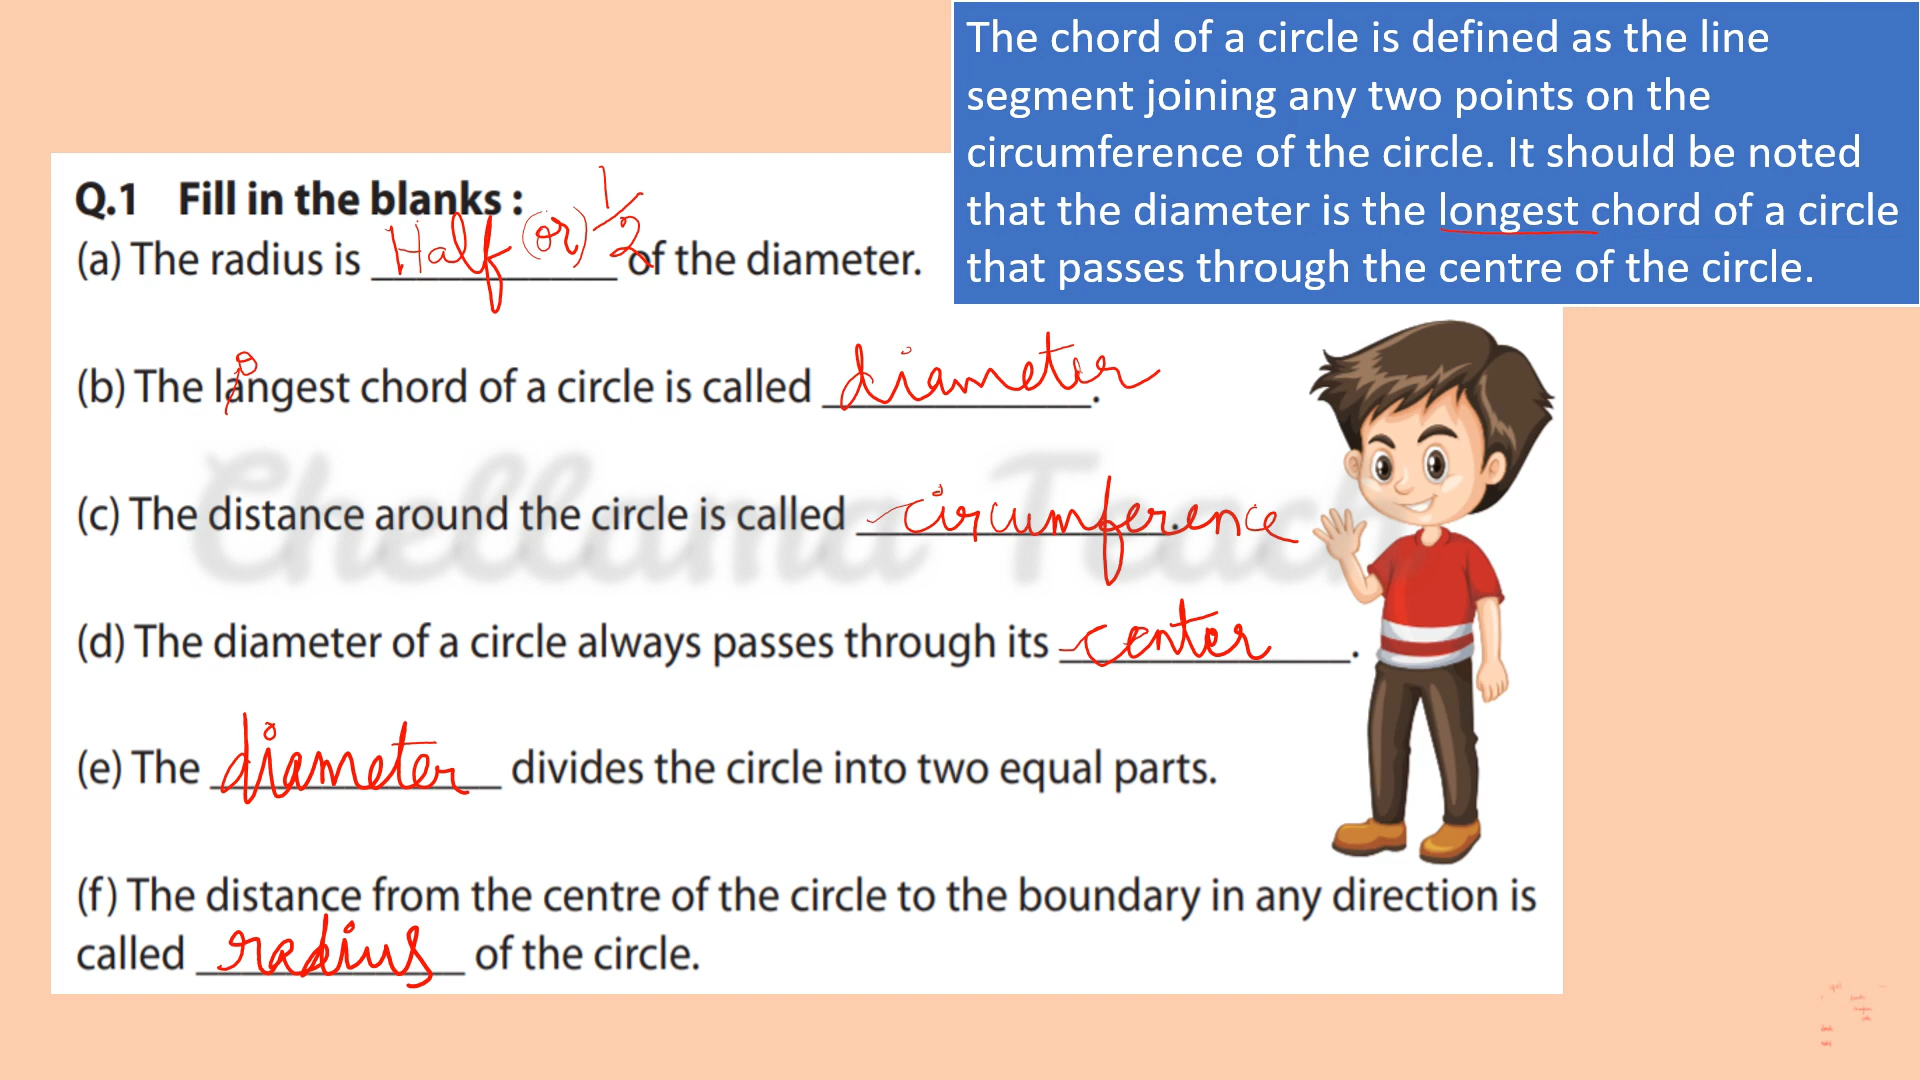 The chord of a circle is defined as the line
segment joining any two points on the
circumference of the circle. It should be noted
that the diameter is the longest chord of a circle
that passes through the centre of the circle.
Q.1 Fill in the blanks :
(a) The radius is Half (or) 1/2 of the diameter.
(b) The langest chord of a circle is called diameter.
o
(c) The distance around the circle is called circumference.
(d) The diameter of a circle always passes through its center.
(e) The diameter divides the circle into two equal parts.
(f) The distance from the centre of the circle to the boundary in any direction is
called radius of the circle.
Chellama Teach